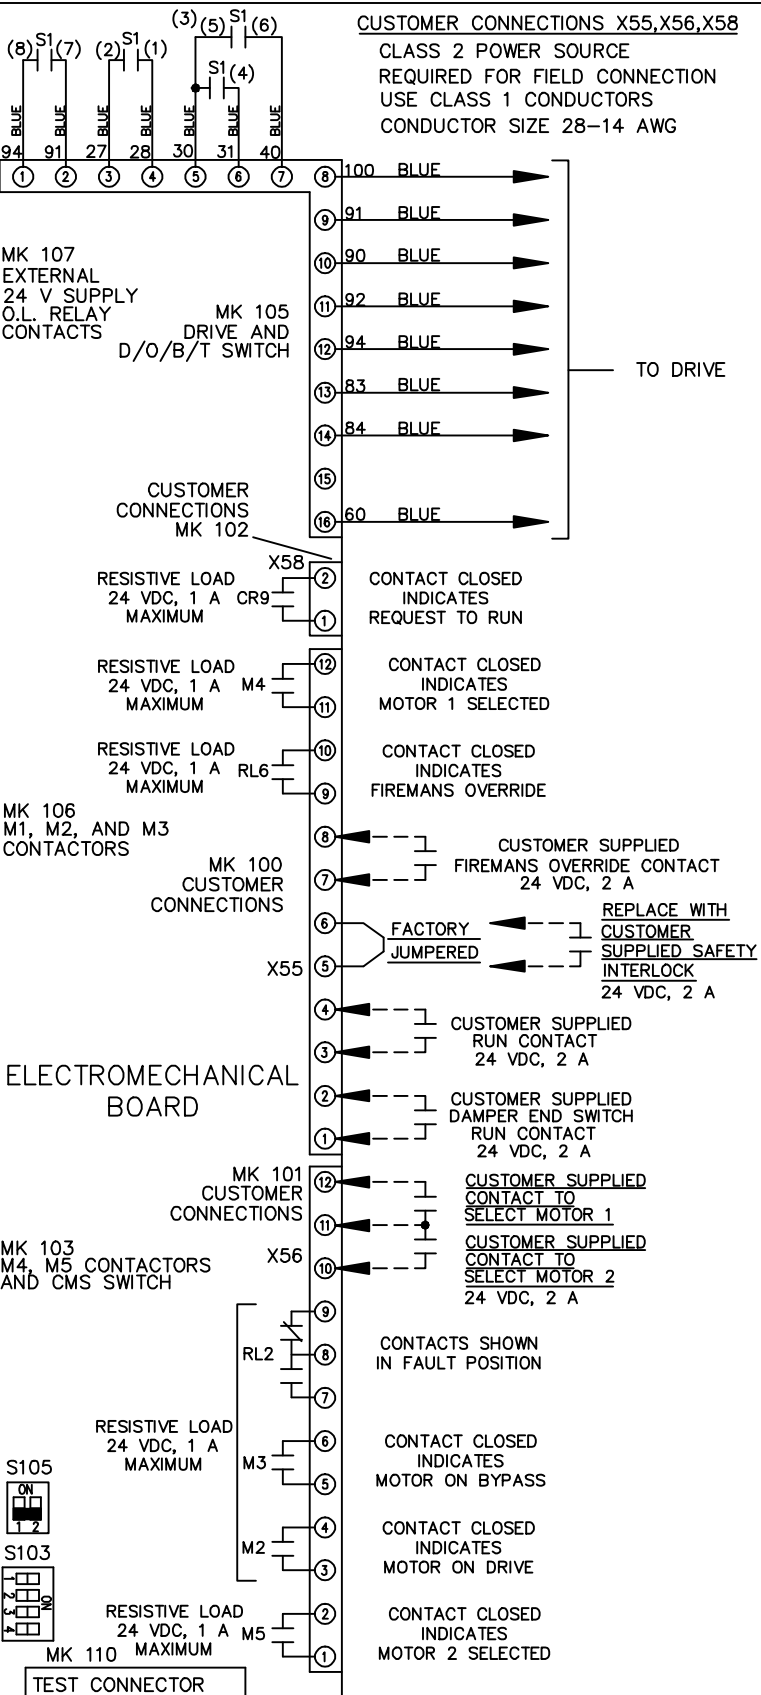 (3)
CUSTOMER CONNECTIONS X55,X56,X58
CLASS 2 POWER SOURCE
REQUIRED FOR FIELD CONNECTION
USE CLASS 1 CONDUCTORS
CONDUCTOR SIZE 28-14 AWG
(8) S1 (7)
(2) S1 (1)
(5) S1 (6)
S1 (4)
BLUE BLUE BLUE BLUE BLUE BLUE BLUE
94 91 27 28 30 31 40
1 2 3 4 5 6 7
8 100 BLUE
9 91 BLUE
10 90 BLUE
11 92 BLUE
12 94 BLUE
13 83 BLUE
14 84 BLUE
15
16 60 BLUE
TO DRIVE
MK 107
EXTERNAL
24 V SUPPLY
O.L. RELAY
CONTACTS
MK 105
DRIVE AND
D/O/B/T SWITCH
CUSTOMER
CONNECTIONS
MK 102
X58
RESISTIVE LOAD
24 VDC, 1 A
MAXIMUM
CR9
2
1
CONTACT CLOSED
INDICATES
REQUEST TO RUN
RESISTIVE LOAD
24 VDC, 1 A
MAXIMUM
M4
12
11
CONTACT CLOSED
INDICATES
MOTOR 1 SELECTED
RESISTIVE LOAD
24 VDC, 1 A
MAXIMUM
RL6
10
9
CONTACT CLOSED
INDICATES
FIREMANS OVERRIDE
MK 106
M1, M2, AND M3
CONTACTORS
MK 100
CUSTOMER
CONNECTIONS
8
7
CUSTOMER SUPPLIED
FIREMANS OVERRIDE CONTACT
24 VDC, 2 A
6
5
FACTORY
JUMPERED
REPLACE WITH
CUSTOMER
SUPPLIED SAFETY
INTERLOCK
24 VDC, 2 A
X55
4
3
CUSTOMER SUPPLIED
RUN CONTACT
24 VDC, 2 A
ELECTROMECHANICAL
BOARD
2
1
CUSTOMER SUPPLIED
DAMPER END SWITCH
RUN CONTACT
24 VDC, 2 A
MK 101
CUSTOMER
CONNECTIONS
X56
12
11
10
CUSTOMER SUPPLIED
CONTACT TO
SELECT MOTOR 1
CUSTOMER SUPPLIED
CONTACT TO
SELECT MOTOR 2
24 VDC, 2 A
MK 103
M4, M5 CONTACTORS
AND CMS SWITCH
RL2
9
8
7
CONTACTS SHOWN
IN FAULT POSITION
RESISTIVE LOAD
24 VDC, 1 A
MAXIMUM
M3
6
5
CONTACT CLOSED
INDICATES
MOTOR ON BYPASS
M2
4
3
CONTACT CLOSED
INDICATES
MOTOR ON DRIVE
S105
ON
1 2
S103
1
2
3
4
ON
RESISTIVE LOAD
24 VDC, 1 A
MAXIMUM
M5
2
1
CONTACT CLOSED
INDICATES
MOTOR 2 SELECTED
MK 110
TEST CONNECTOR